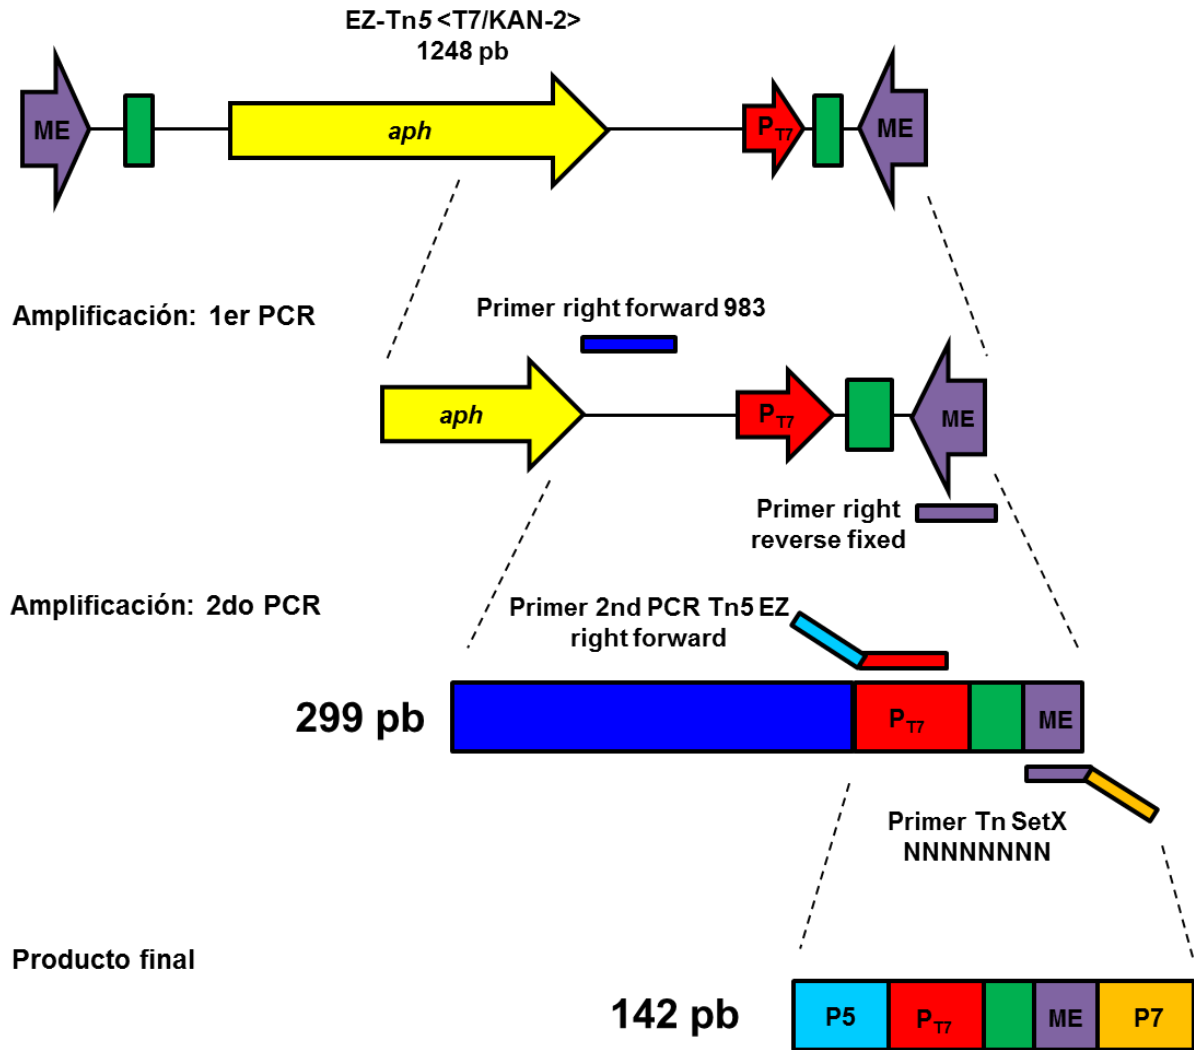 EZ-Tn5 <T7/KAN-2>
1248 pb
ME
aph
PT7
ME
Amplificación: 1er PCR
Primer right forward 983
aph
PT7
ME
Primer right
reverse fixed
Amplificación: 2do PCR
Primer 2nd PCR Tn5 EZ
right forward
299 pb
PT7
ME
Primer Tn SetX
NNNNNNNN
Producto final
142 pb
P5
PT7
ME
P7